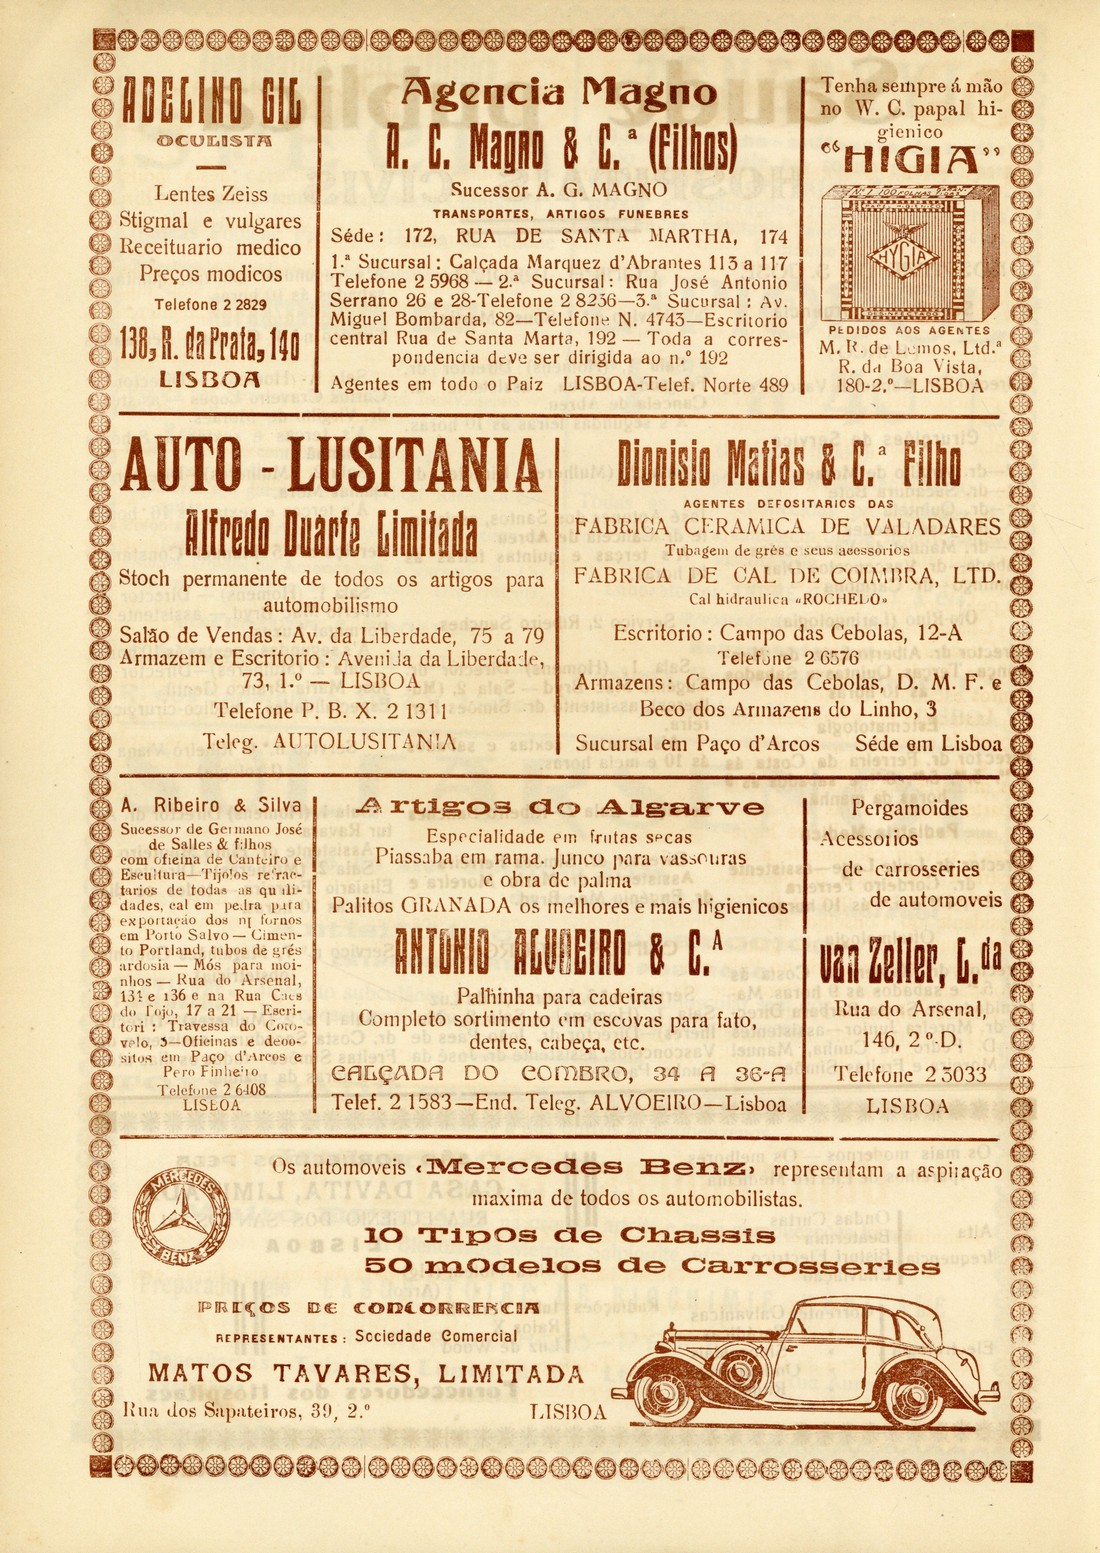 ADELINO GIL
OCULISTA
Lentes Zeiss
Stigmal e vulgares
Receituario medico
Preços modicos
Telefone 2 2829
138, R. da Prata, 140
LISBOA
Agencia Magno
A. C. Magno & C.ª (Filhos)
Sucessor A. G. MAGNO
TRANSPORTES, ARTIGOS FUNEBRES
Séde: 172, RUA DE SANTA MARTHA, 174
1.ª Sucursal: Calçada Marquez d'Abrantes 113 a 117
Telefone 2 5968 — 2.ª Sucursal: Rua José Antonio
Serrano 26 e 28-Telefone 2 8236—3.ª Sucursal: Av.
Miguel Bombarda, 82—Telefone N. 4743—Escritorio
central Rua de Santa Marta, 192 — Toda a corres-
pondencia deve ser dirigida ao n.º 192
Agentes em todo o Paiz LISBOA-Telef. Norte 489
Tenha sempre á mão
no W. C. papal hi-
gienico
“HIGIA”
HYGIA
PEDIDOS AOS AGENTES
M. R. de Lemos, Ltd.ª
R. da Boa Vista,
180-2.º—LISBOA
AUTO - LUSITANIA
Alfredo Duarte Limitada
Stoch permanente de todos os artigos para
automobilismo
Salão de Vendas: Av. da Liberdade, 75 a 79
Armazem e Escritorio: Avenida da Liberdade,
73, 1.º — LISBOA
Telefone P. B. X. 2 1311
Teleg. AUTOLUSITANIA
Dionisio Matias & C.ª Filho
AGENTES DEPOSITARIOS DAS
FABRICA CERAMICA DE VALADARES
Tubagem de grés e seus acessorios
FABRICA DE CAL DE COIMBRA, LTD.
Cal hidraulica «ROCHELO»
Escritorio: Campo das Cebolas, 12-A
Telefone 2 6576
Armazens: Campo das Cebolas, D. M. F. e
Beco dos Armazens do Linho, 3
Sucursal em Paço d'Arcos Séde em Lisboa
A. Ribeiro & Silva
Sucessor de Germano José
de Salles & filhos
com oficina de Canteiro e
Escultura—Tijolos refrac-
tarios de todas as quali-
dades, cal em pedra para
exportação dos fornos
em Porto Salvo — Cimen-
to Portland, tubos de grés
ardosia — Mós para moi-
nhos — Rua do Arsenal,
e 136 e na Rua Caes
do Tojo, 17 a 21 — Escri-
tori : Travessa do Coro-
velo, 3—Oficinas e depo-
sitos em Paço d'Arcos e
Pero Finheiro
Telefone 2 6408
LISBOA
Artigos do Algarve
Especialidade em frutas secas
Piassaba em rama. Junco para vassouras
e obra de palma
Palitos GRANADA os melhores e mais higienicos
ANTONIO ALVOEIRO & C.ª
Palhinha para cadeiras
Completo sortimento em escovas para fato,
dentes, cabeça, etc.
CALÇADA DO COMBRO, 34 A 36-A
Telef. 2 1583—End. Teleg. ALVOEIRO—Lisboa
Pergamoides
Acessorios
de carrosseries
de automoveis
van Zeller, L.da
Rua do Arsenal,
146, 2º.D.
Telefone 2 3033
LISBOA
MERCEDES
BENZ
Os automoveis «Mercedes Benz» representam a aspiração
maxima de todos os automobilistas.
10 Tipos de Chassis
50 modelos de Carrosseries
PREÇOS DE CONCORRENCIA
REPRESENTANTES: Sociedade Comercial
MATOS TAVARES, LIMITADA
Rua dos Sapateiros, 39, 2.º LISBOA